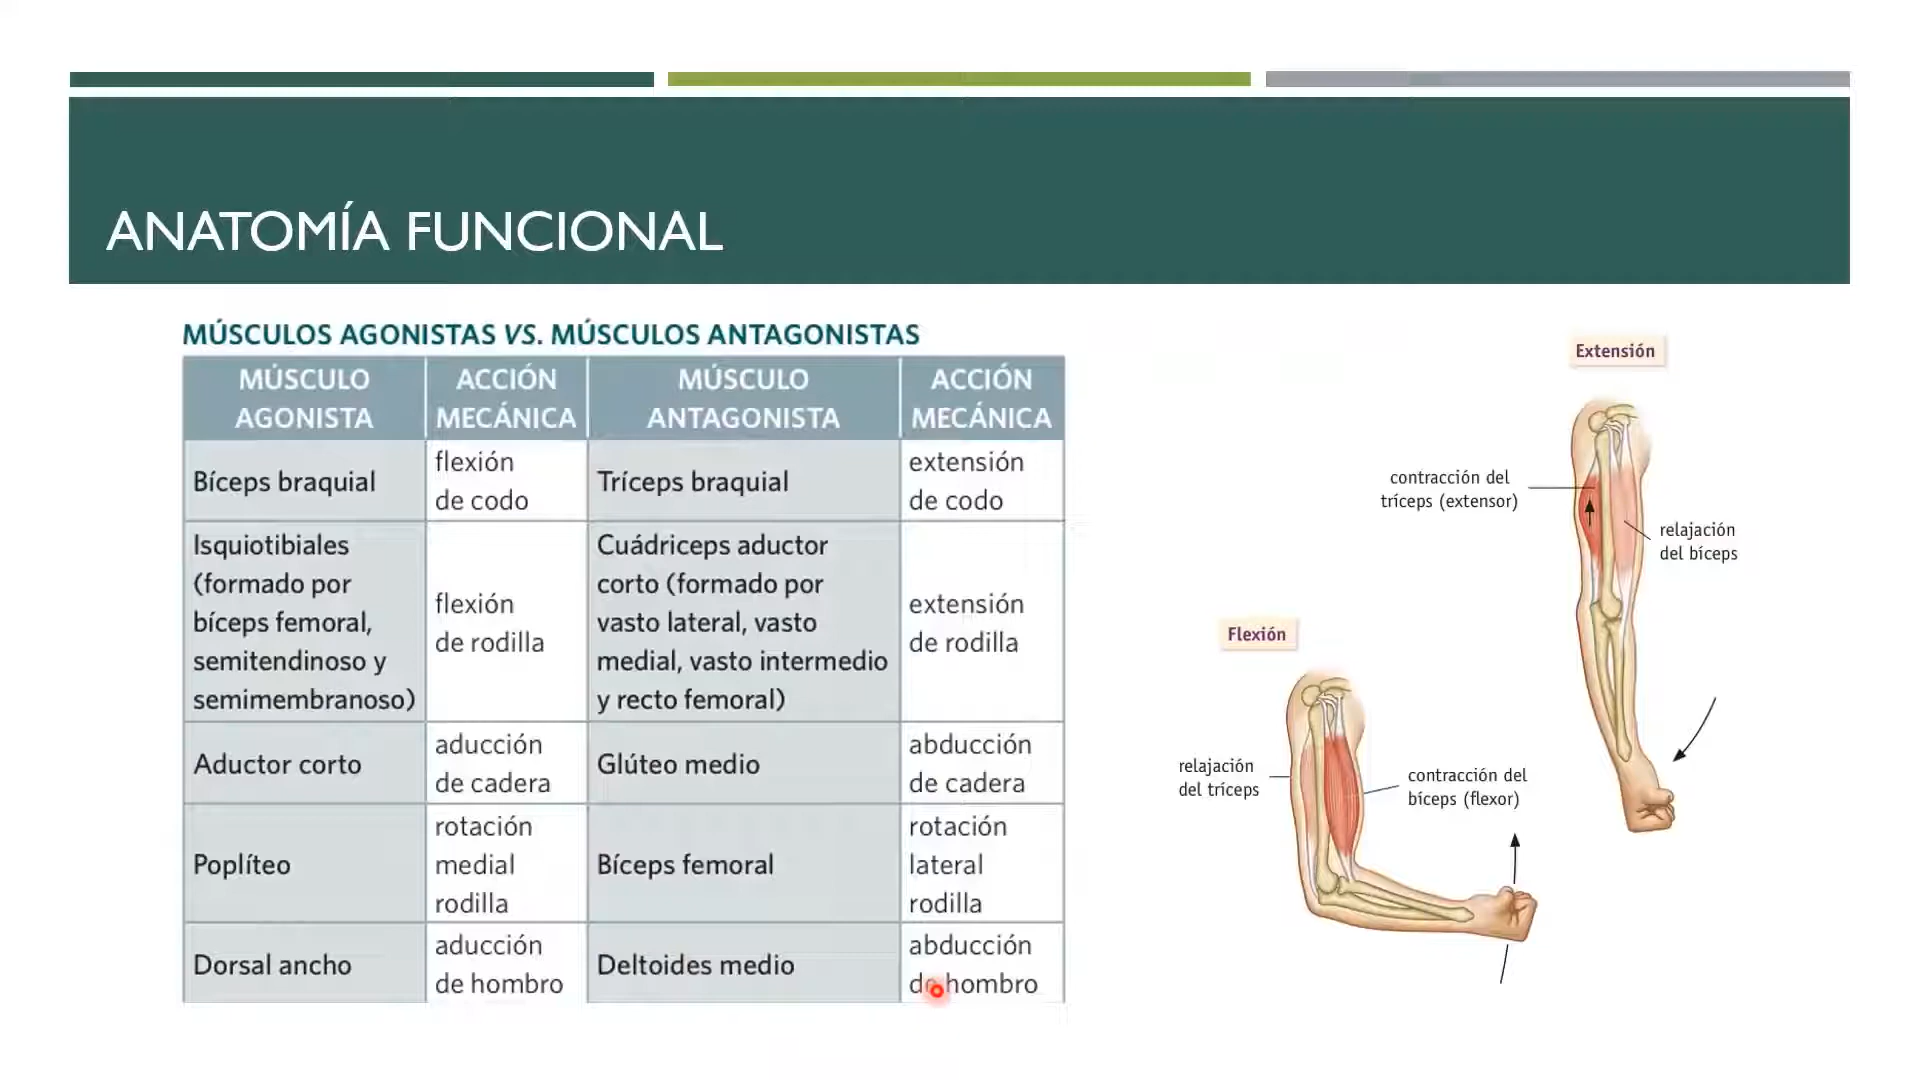 ANATOMÍA FUNCIONAL
MÚSCULOS AGONISTAS VS. MÚSCULOS ANTAGONISTAS
MÚSCULO
AGONISTA
ACCIÓN
MECÁNICA
MÚSCULO
ANTAGONISTA
ACCIÓN
MECÁNICA
Bíceps braquial
flexión
de codo
Tríceps braquial
extensión
de codo
Isquiotibiales
(formado por
bíceps femoral,
semitendinoso y
semimembranoso)
flexión
de rodilla
Cuádriceps aductor
corto (formado por
vasto lateral, vasto
medial, vasto intermedio
y recto femoral)
extensión
de rodilla
Aductor corto
aducción
de cadera
Glúteo medio
abducción
de cadera
Poplíteo
rotación
medial
rodilla
Bíceps femoral
rotación
lateral
rodilla
Dorsal ancho
aducción
de hombro
Deltoides medio
abducción
de hombro
Extensión
contracción del
tríceps (extensor)
relajación
del bíceps
Flexión
relajación
del tríceps
contracción del
bíceps (flexor)